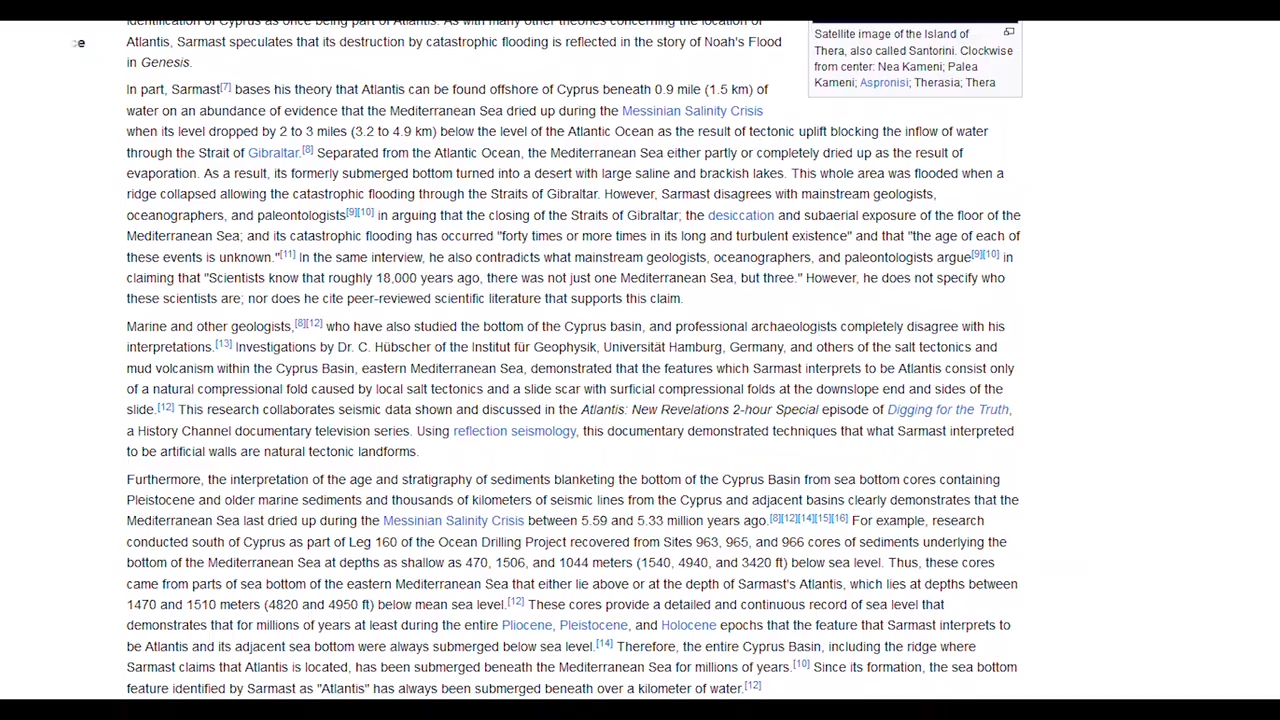 identification of Cyprus as once being part of Atlantis. As with many other theories concerning the location of
Atlantis, Sarmast speculates that its destruction by catastrophic flooding is reflected in the story of Noah's Flood
in Genesis.
Satellite image of the Island of
Thera, also called Santorini. Clockwise
from center: Nea Kameni; Palea
Kameni; Aspronisi; Therasia; Thera
In part, Sarmast[7] bases his theory that Atlantis can be found offshore of Cyprus beneath 0.9 mile (1.5 km) of
water on an abundance of evidence that the Mediterranean Sea dried up during the Messinian Salinity Crisis
when its level dropped by 2 to 3 miles (3.2 to 4.9 km) below the level of the Atlantic Ocean as the result of tectonic uplift blocking the inflow of water
through the Strait of Gibraltar.[8] Separated from the Atlantic Ocean, the Mediterranean Sea either partly or completely dried up as the result of
evaporation. As a result, its formerly submerged bottom turned into a desert with large saline and brackish lakes. This whole area was flooded when a
ridge collapsed allowing the catastrophic flooding through the Straits of Gibraltar. However, Sarmast disagrees with mainstream geologists,
oceanographers, and paleontologists[9][10] in arguing that the closing of the Straits of Gibraltar; the desiccation and subaerial exposure of the floor of the
Mediterranean Sea; and its catastrophic flooding has occurred "forty times or more times in its long and turbulent existence" and that "the age of each of
these events is unknown."[11] In the same interview, he also contradicts what mainstream geologists, oceanographers, and paleontologists argue[9][10] in
claiming that "Scientists know that roughly 18,000 years ago, there was not just one Mediterranean Sea, but three." However, he does not specify who
these scientists are; nor does he cite peer-reviewed scientific literature that supports this claim.
Marine and other geologists,[8][12] who have also studied the bottom of the Cyprus basin, and professional archaeologists completely disagree with his
interpretations.[13] Investigations by Dr. C. Hübscher of the Institut für Geophysik, Universität Hamburg, Germany, and others of the salt tectonics and
mud volcanism within the Cyprus Basin, eastern Mediterranean Sea, demonstrated that the features which Sarmast interprets to be Atlantis consist only
of a natural compressional fold caused by local salt tectonics and a slide scar with surficial compressional folds at the downslope end and sides of the
slide.[12] This research collaborates seismic data shown and discussed in the Atlantis: New Revelations 2-hour Special episode of Digging for the Truth,
a History Channel documentary television series. Using reflection seismology, this documentary demonstrated techniques that what Sarmast interpreted
to be artificial walls are natural tectonic landforms.
Furthermore, the interpretation of the age and stratigraphy of sediments blanketing the bottom of the Cyprus Basin from sea bottom cores containing
Pleistocene and older marine sediments and thousands of kilometers of seismic lines from the Cyprus and adjacent basins clearly demonstrates that the
Mediterranean Sea last dried up during the Messinian Salinity Crisis between 5.59 and 5.33 million years ago.[8][12][14][15][16] For example, research
conducted south of Cyprus as part of Leg 160 of the Ocean Drilling Project recovered from Sites 963, 965, and 966 cores of sediments underlying the
bottom of the Mediterranean Sea at depths as shallow as 470, 1506, and 1044 meters (1540, 4940, and 3420 ft) below sea level. Thus, these cores
came from parts of sea bottom of the eastern Mediterranean Sea that either lie above or at the depth of Sarmast's Atlantis, which lies at depths between
1470 and 1510 meters (4820 and 4950 ft) below mean sea level.[12] These cores provide a detailed and continuous record of sea level that
demonstrates that for millions of years at least during the entire Pliocene, Pleistocene, and Holocene epochs that the feature that Sarmast interprets to
be Atlantis and its adjacent sea bottom were always submerged below sea level.[14] Therefore, the entire Cyprus Basin, including the ridge where
Sarmast claims that Atlantis is located, has been submerged beneath the Mediterranean Sea for millions of years.[10] Since its formation, the sea bottom
feature identified by Sarmast as "Atlantis" has always been submerged beneath over a kilometer of water.[12]